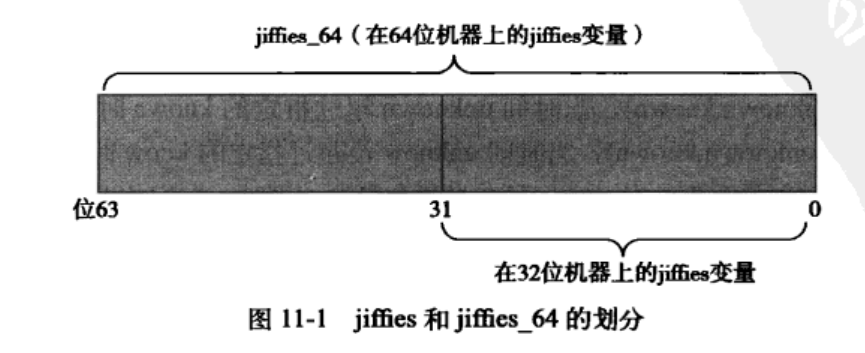 jiffies_64（在64位机器上的jiffies变量）
位63 31 0
在32位机器上的jiffies变量
图 11-1 jiffies 和 jiffies_64 的划分